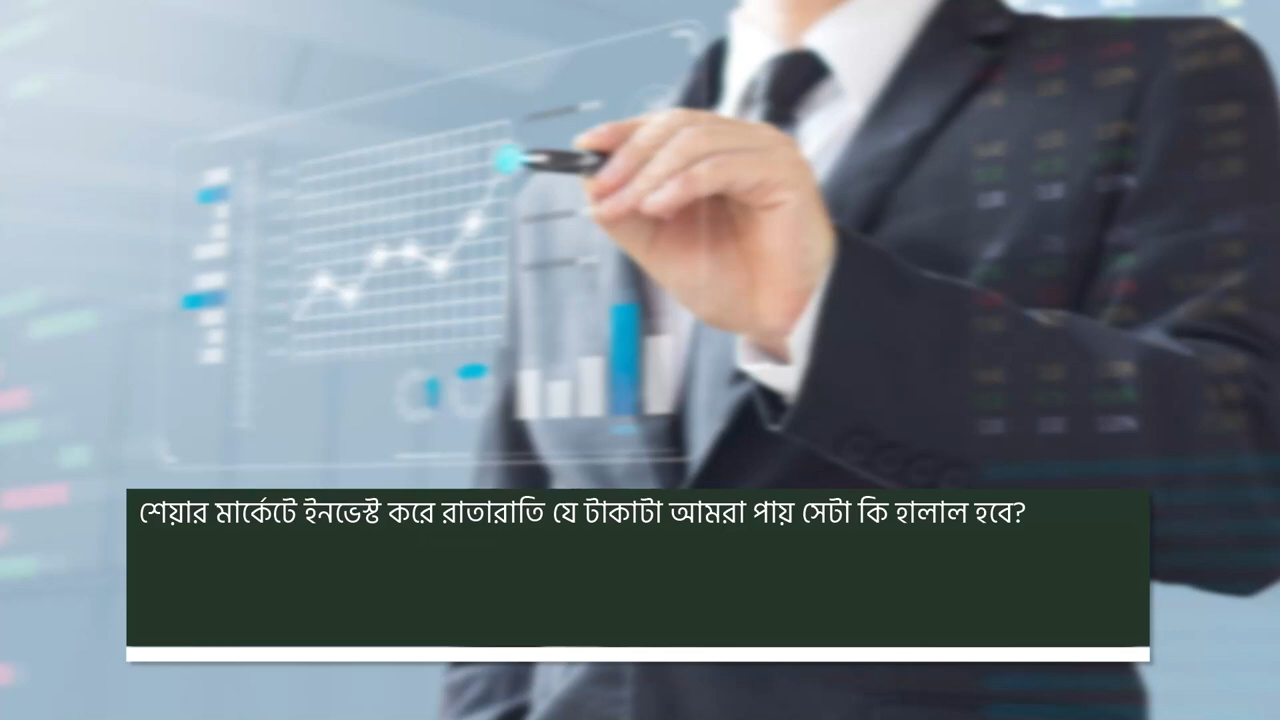 শেয়ার মার্কেটে ইনভেস্ট করে রাতারাতি যে টাকাটা আমরা পায় সেটা কি হালাল হবে?